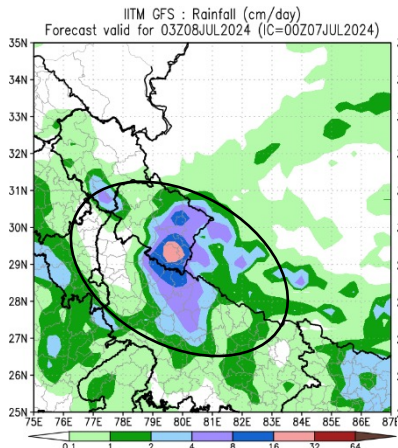 IITM GFS : Rainfall (cm/day)
Forecast valid for 03Z08JUL2024 (IC=00Z07JUL2024)
35N
34N
33N
32N
31N
30N
29N
28N
27N
26N
25N
75E 76E 77E 78E 79E 80E 81E 82E 83E 84E 85E 86E 87E
0.1 1 2 4 8 16 32 64